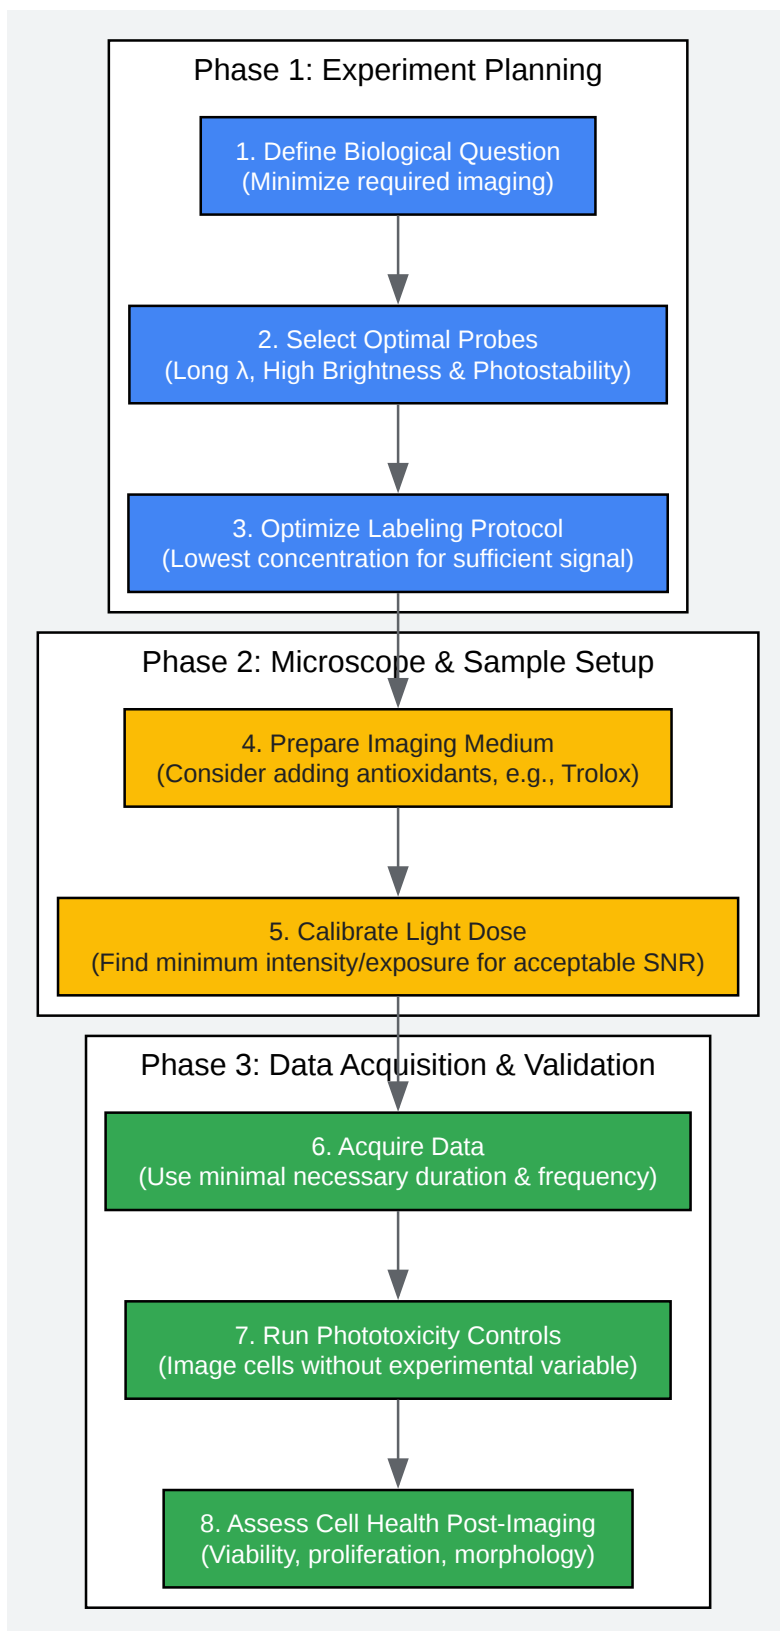 Phase 1: Experiment Planning
1. Define Biological Question
(Minimize required imaging)
2. Select Optimal Probes
(Long λ, High Brightness & Photostability)
3. Optimize Labeling Protocol
(Lowest concentration for sufficient signal)
Phase 2: Microscope & Sample Setup
4. Prepare Imaging Medium
(Consider adding antioxidants, e.g., Trolox)
5. Calibrate Light Dose
(Find minimum intensity/exposure for acceptable SNR)
Phase 3: Data Acquisition & Validation
6. Acquire Data
(Use minimal necessary duration & frequency)
7. Run Phototoxicity Controls
(Image cells without experimental variable)
8. Assess Cell Health Post-Imaging
(Viability, proliferation, morphology)